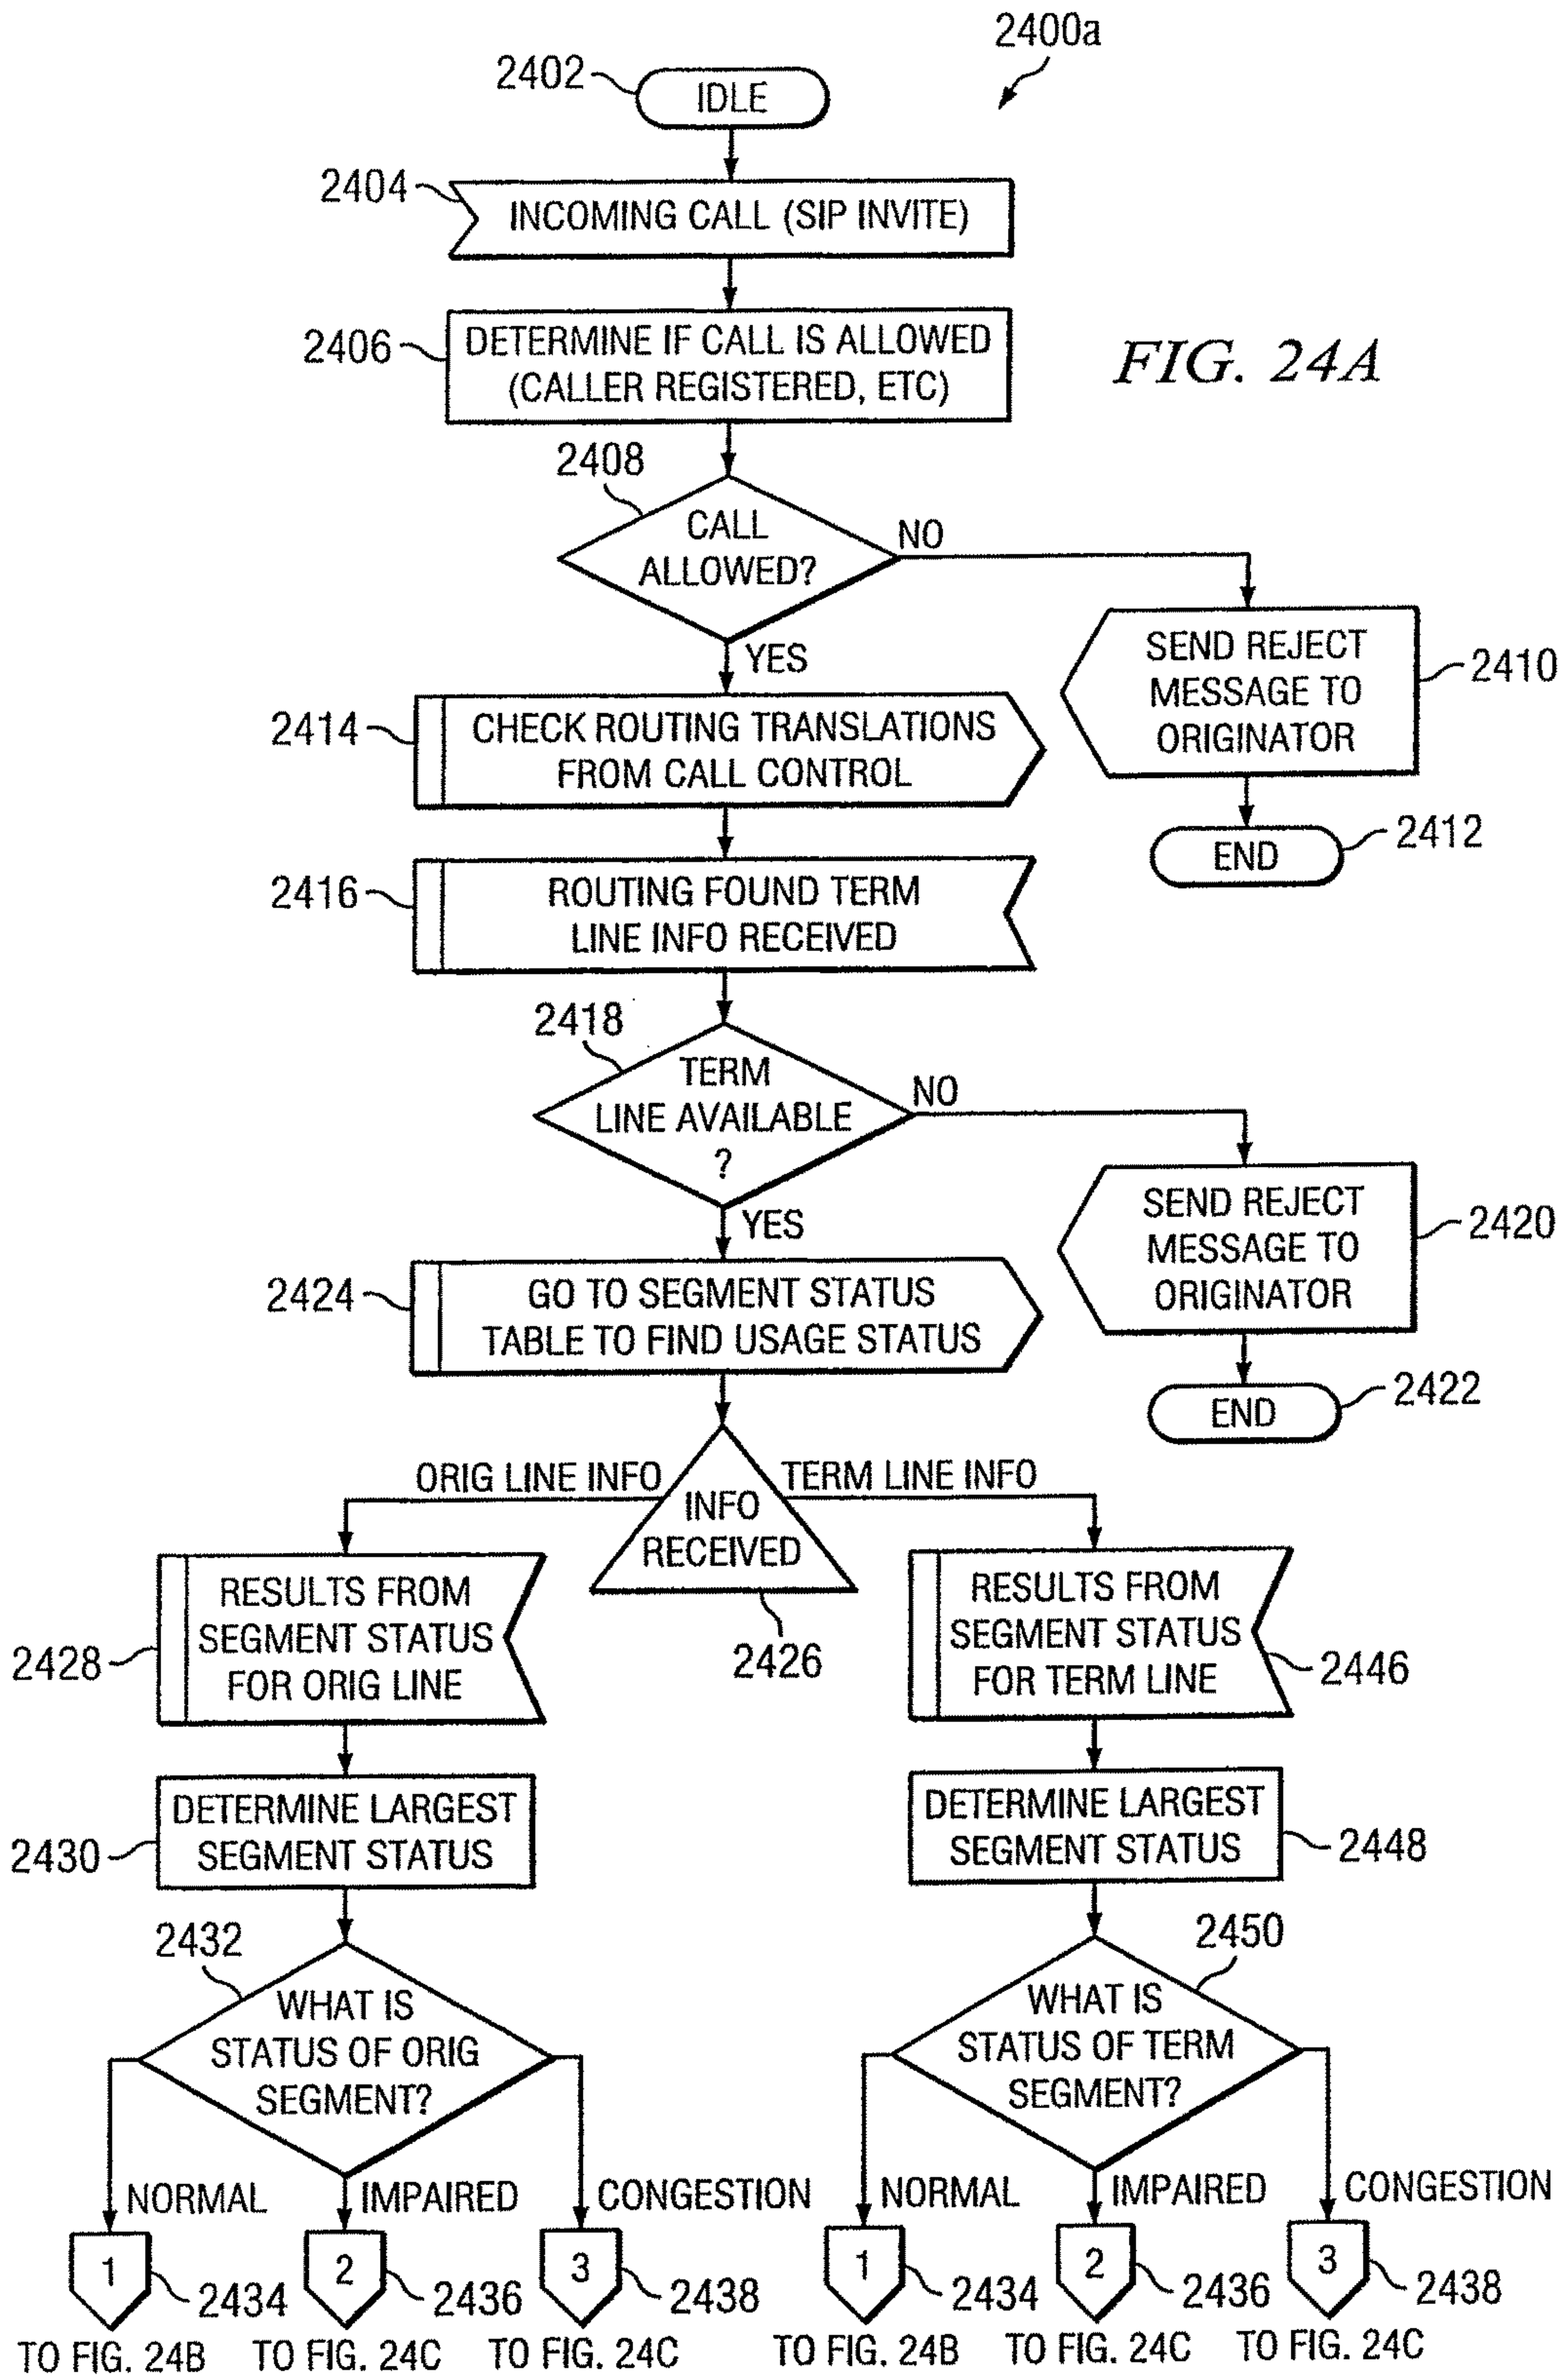 2400a
2402
IDLE
2404
INCOMING CALL (SIP INVITE)
2406
DETERMINE IF CALL IS ALLOWED
(CALLER REGISTERED, ETC)
FIG. 24A
2408
CALL
ALLOWED?
NO
YES
SEND REJECT
MESSAGE TO
ORIGINATOR
2410
2414
CHECK ROUTING TRANSLATIONS
FROM CALL CONTROL
END
2412
2416
ROUTING FOUND TERM
LINE INFO RECEIVED
2418
TERM
LINE AVAILABLE
?
NO
YES
SEND REJECT
MESSAGE TO
ORIGINATOR
2420
2424
GO TO SEGMENT STATUS
TABLE TO FIND USAGE STATUS
END
2422
ORIG LINE INFO
TERM LINE INFO
INFO
RECEIVED
2426
2428
RESULTS FROM
SEGMENT STATUS
FOR ORIG LINE
RESULTS FROM
SEGMENT STATUS
FOR TERM LINE
2446
2430
DETERMINE LARGEST
SEGMENT STATUS
DETERMINE LARGEST
SEGMENT STATUS
2448
2432
WHAT IS
STATUS OF ORIG
SEGMENT?
2450
WHAT IS
STATUS OF TERM
SEGMENT?
NORMAL
IMPAIRED
CONGESTION
NORMAL
IMPAIRED
CONGESTION
1
2434
2
2436
3
2438
1
2434
2
2436
3
2438
TO FIG. 24B
TO FIG. 24C
TO FIG. 24C
TO FIG. 24B
TO FIG. 24C
TO FIG. 24C